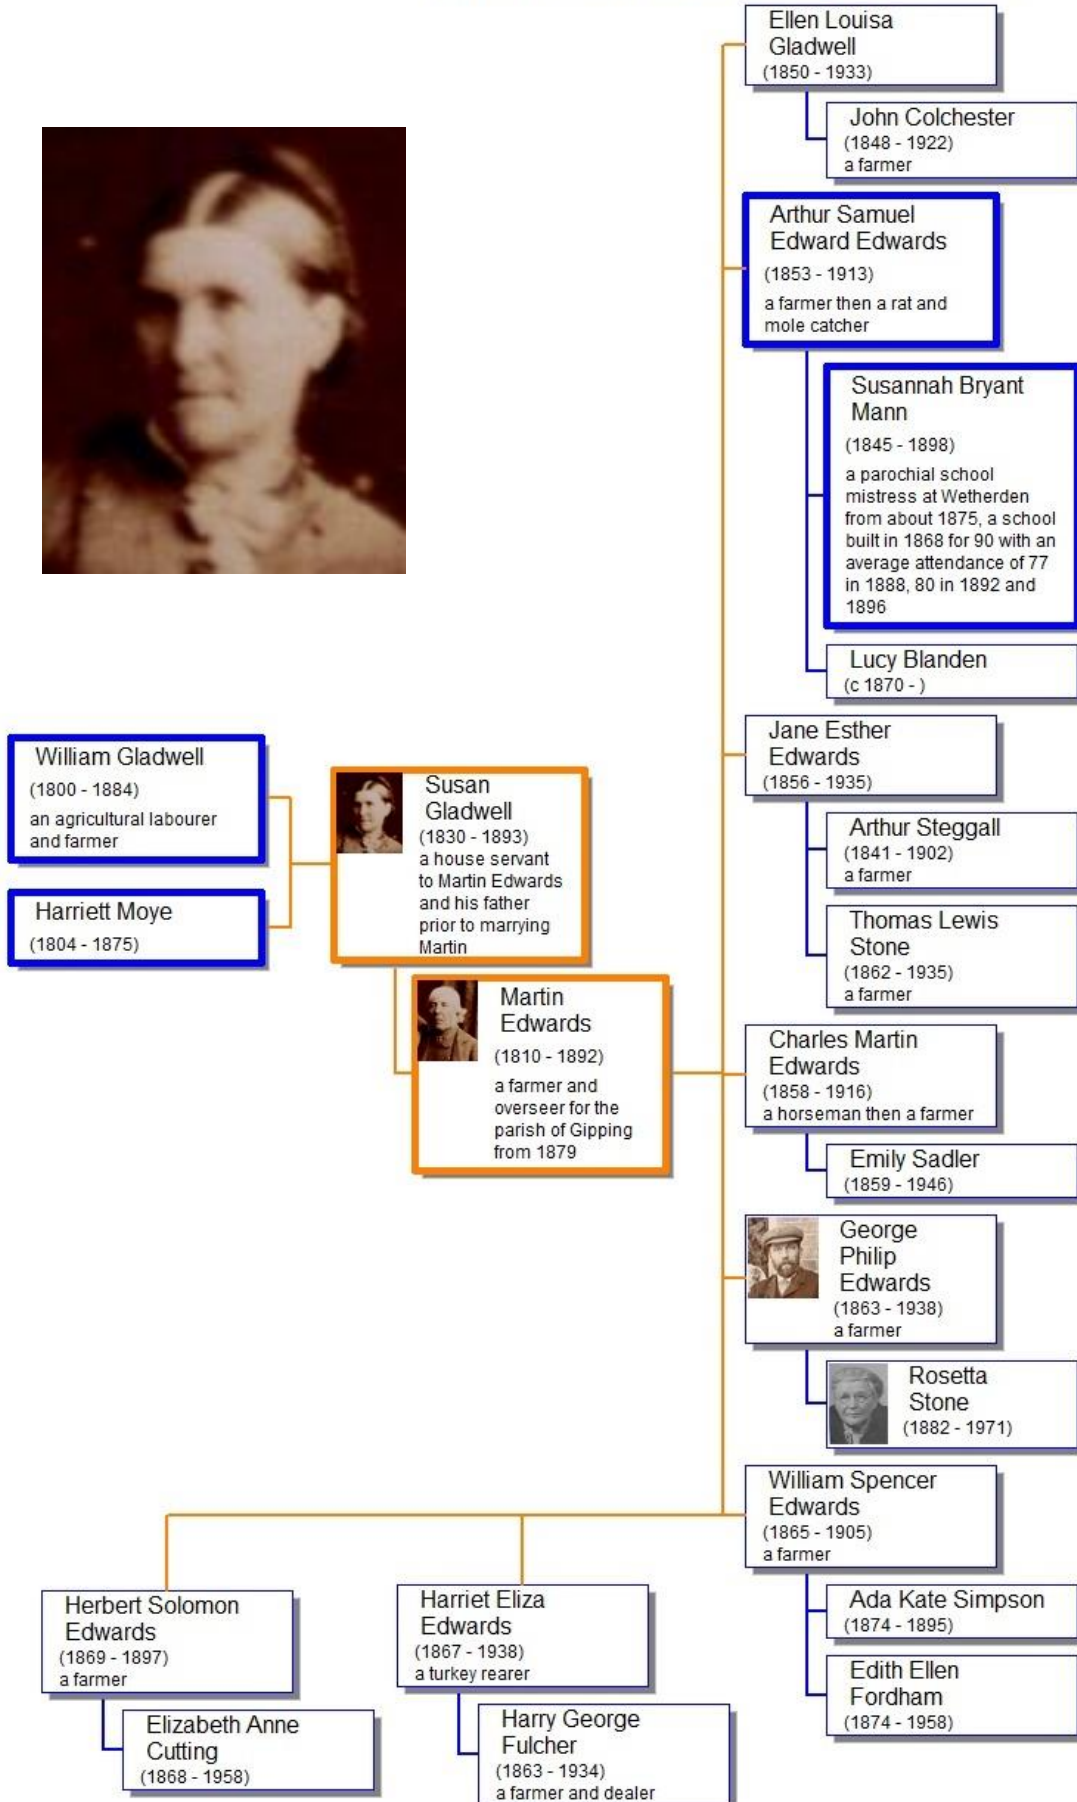 Ellen Louisa
Gladwell
(1850 - 1933)
John Colchester
(1848 - 1922)
a farmer
Arthur Samuel
Edward Edwards
(1853 - 1913)
a farmer then a rat and
mole catcher
Susannah Bryant
Mann
(1845 - 1898)
a parochial school
mistress at Wetherden
from about 1875, a school
built in 1868 for 90 with an
average attendance of 77
in 1888, 80 in 1892 and
1896
Lucy Blanden
(c 1870 - )
William Gladwell
(1800 - 1884)
an agricultural labourer
and farmer
Harriett Moye
(1804 - 1875)
Susan
Gladwell
(1830 - 1893)
a house servant
to Martin Edwards
and his father
prior to marrying
Martin
Martin
Edwards
(1810 - 1892)
a farmer and
overseer for the
parish of Gipping
from 1879
Jane Esther
Edwards
(1856 - 1935)
Arthur Steggall
(1841 - 1902)
a farmer
Thomas Lewis
Stone
(1862 - 1935)
a farmer
Charles Martin
Edwards
(1858 - 1916)
a horseman then a farmer
Emily Sadler
(1859 - 1946)
George
Philip
Edwards
(1863 - 1938)
a farmer
Rosetta
Stone
(1882 - 1971)
William Spencer
Edwards
(1865 - 1905)
a farmer
Ada Kate Simpson
(1874 - 1895)
Edith Ellen
Fordham
(1874 - 1958)
Harriet Eliza
Edwards
(1867 - 1938)
a turkey rearer
Harry George
Fulcher
(1863 - 1934)
a farmer and dealer
Herbert Solomon
Edwards
(1869 - 1897)
a farmer
Elizabeth Anne
Cutting
(1868 - 1958)